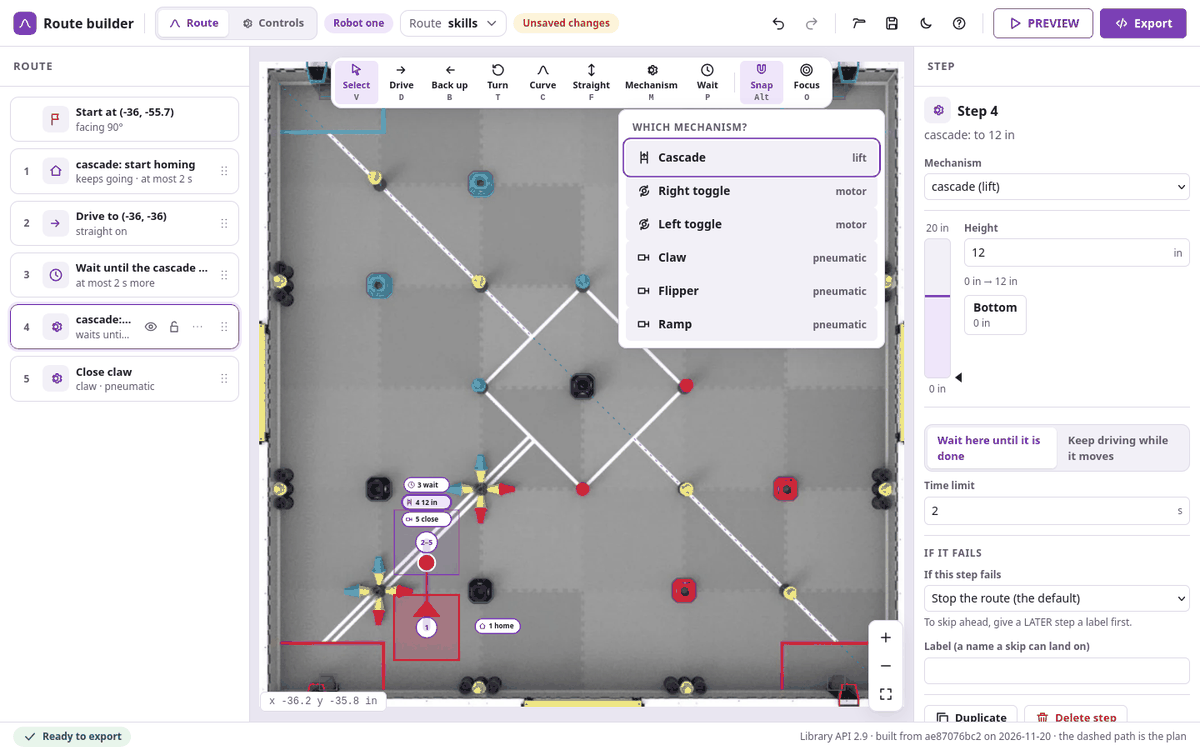 Route builder
Route
Controls
Robot one
Route skills
Unsaved changes
PREVIEW
Export
ROUTE
Start at (-36, -55.7)
facing 90°
1
cascade: start homing
keeps going · at most 2 s
2
Drive to (-36, -36)
straight on
3
Wait until the cascade ...
at most 2 s more
4
cascade:...
waits unti...
5
Close claw
claw · pneumatic
Select
V
Drive
D
Back up
B
Turn
T
Curve
C
Straight
F
Mechanism
M
Wait
P
Snap
Alt
Focus
O
WHICH MECHANISM?
Cascade
lift
Right toggle
motor
Left toggle
motor
Claw
pneumatic
Flipper
pneumatic
Ramp
pneumatic
3 wait
4 12 in
5 close
2–5
1
1 home
x -36.2 y -35.8 in
STEP
Step 4
cascade: to 12 in
Mechanism
cascade (lift)
20 in
0 in
Height
12
in
0 in → 12 in
Bottom
0 in
Wait here until it is done
Keep driving while it moves
Time limit
2
s
IF IT FAILS
If this step fails
Stop the route (the default)
To skip ahead, give a LATER step a label first.
Label (a name a skip can land on)
Duplicate
Delete step
Ready to export
Library API 2.9 · built from ae87076bc2 on 2026-11-20 · the dashed path is the plan